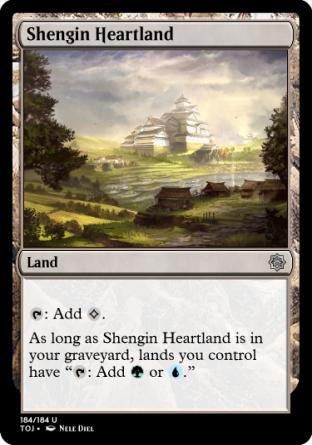 Shengin Heartland
Land
: Add .
As long as Shengin Heartland is in
your graveyard, lands you control
have “: Add or .”
184/184 U
TOJ • Nele Diel